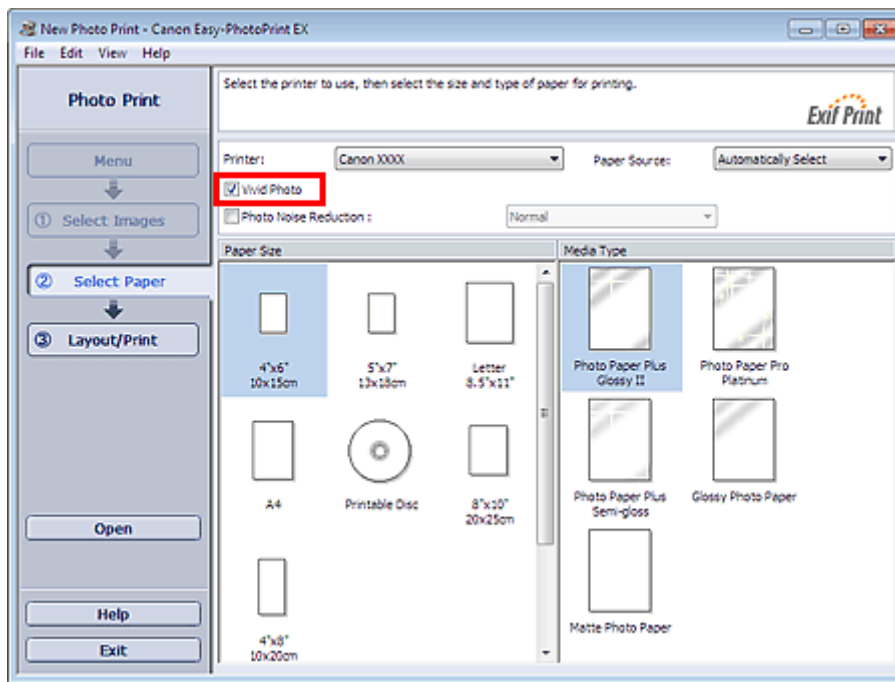 New Photo Print - Canon Easy-PhotoPrint EX
File Edit View Help
Photo Print
Select the printer to use, then select the size and type of paper for printing.
Exif Print
Menu
① Select Images
② Select Paper
③ Layout/Print
Open
Help
Exit
Printer: Canon XXXX Paper Source: Automatically Select
Vivid Photo
Photo Noise Reduction : Normal
Paper Size
4"x6"
10x15cm
5"x7"
13x18cm
Letter
8.5"x11"
A4
Printable Disc
8"x10"
20x25cm
4"x8"
10x20cm
Media Type
Photo Paper Plus
Glossy II
Photo Paper Pro
Platinum
Photo Paper Plus
Semi-gloss
Glossy Photo Paper
Matte Photo Paper